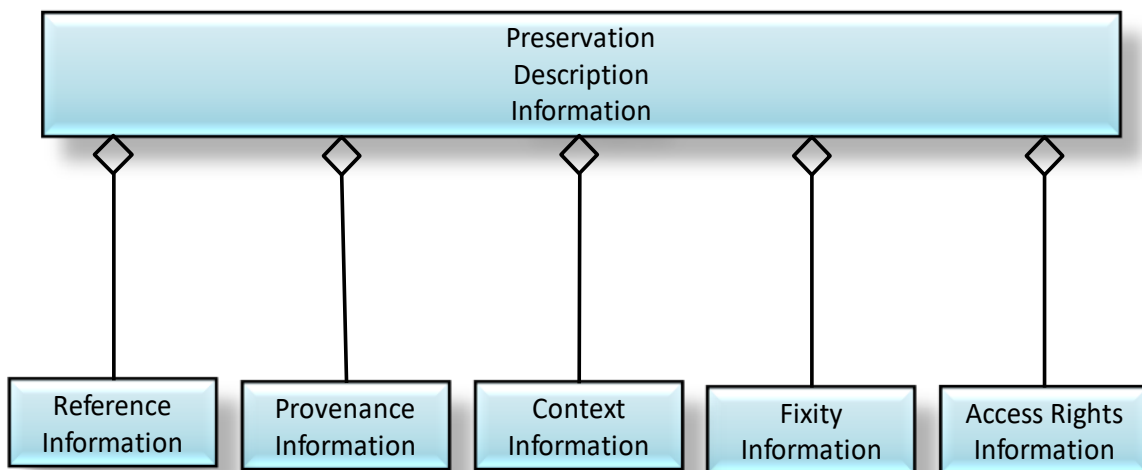 Preservation
Description
Information
Reference
Information
Provenance
Information
Context
Information
Fixity
Information
Access Rights
Information